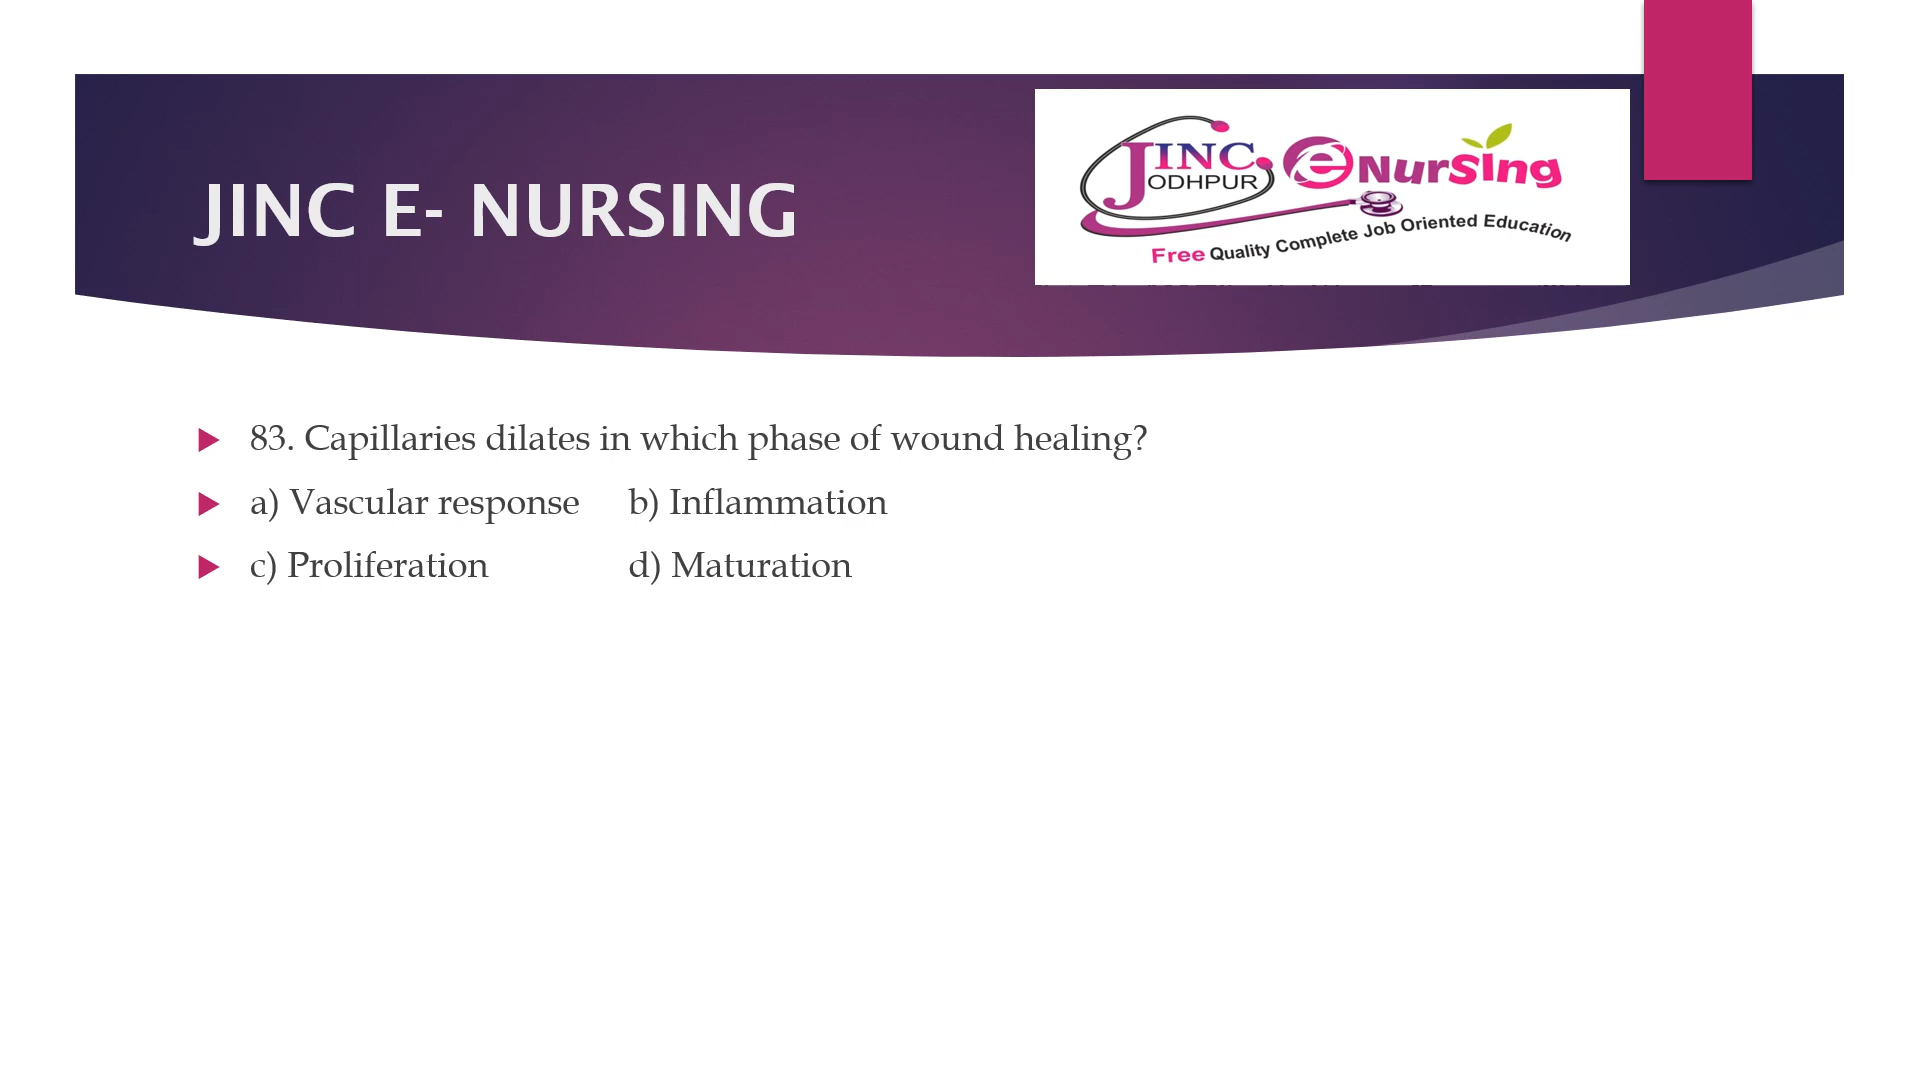 JINC E- NURSING
JINC eNursing
ODHPUR
Free Quality Complete Job Oriented Education
83. Capillaries dilates in which phase of wound healing?
a) Vascular response b) Inflammation
c) Proliferation d) Maturation